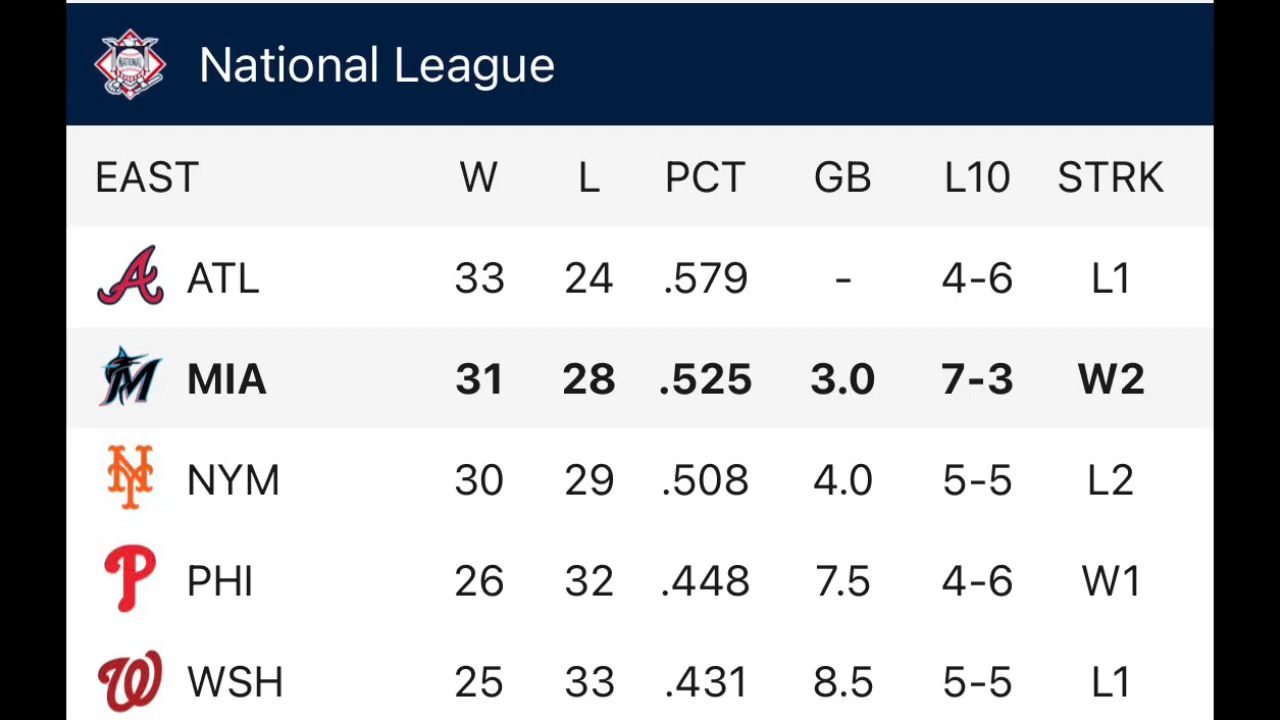 NATIONAL
National League
EAST W L PCT GB L10 STRK
ATL 33 24 .579 - 4-6 L1
MIA 31 28 .525 3.0 7-3 W2
NYM 30 29 .508 4.0 5-5 L2
PHI 26 32 .448 7.5 4-6 W1
WSH 25 33 .431 8.5 5-5 L1